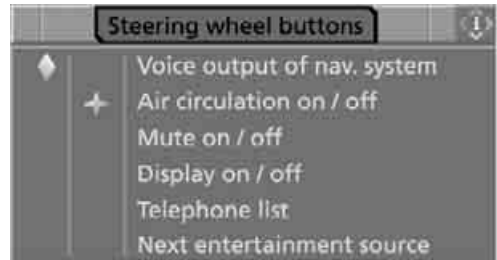 Steering wheel buttons
Voice output of nav. system
Air circulation on / off
Mute on / off
Display on / off
Telephone list
Next entertainment source